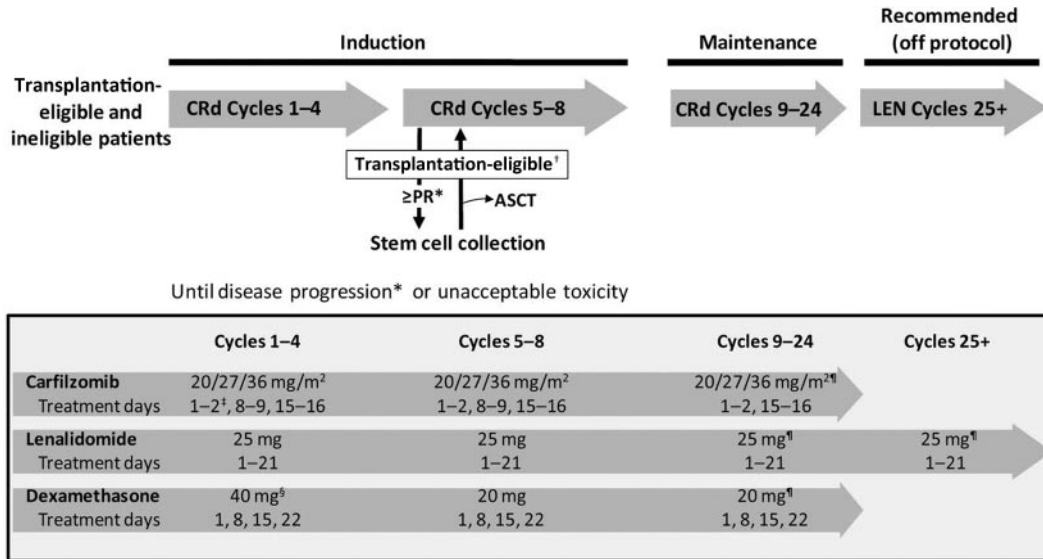 Recommended
(off protocol)
Induction
Maintenance
Transplantation-
eligible and
ineligible patients
CRd Cycles 1–4
CRd Cycles 5–8
CRd Cycles 9–24
LEN Cycles 25+
Transplantation-eligible†
≥PR*
ASCT
Stem cell collection
Until disease progression* or unacceptable toxicity
Cycles 1–4 Cycles 5–8 Cycles 9–24 Cycles 25+
Carfilzomib 20/27/36 mg/m² 20/27/36 mg/m² 20/27/36 mg/m²¶
Treatment days 1–2‡, 8–9, 15–16 1–2, 8–9, 15–16 1–2, 15–16
Lenalidomide 25 mg 25 mg 25 mg¶ 25 mg¶
Treatment days 1–21 1–21 1–21 1–21
Dexamethasone 40 mg§ 20 mg 20 mg¶
Treatment days 1, 8, 15, 22 1, 8, 15, 22 1, 8, 15, 22